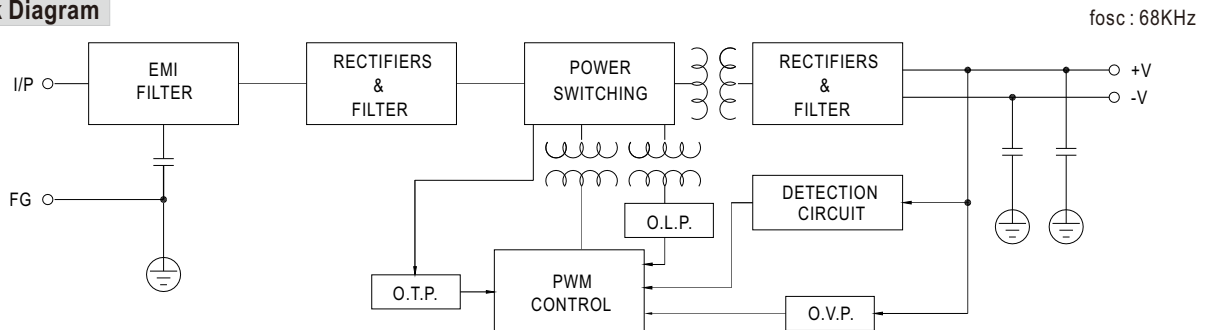 Diagram
fosc : 68KHz
I/P
EMI
FILTER
RECTIFIERS
&
FILTER
POWER
SWITCHING
RECTIFIERS
&
FILTER
+V
-V
FG
DETECTION
CIRCUIT
O.L.P.
O.T.P.
PWM
CONTROL
O.V.P.